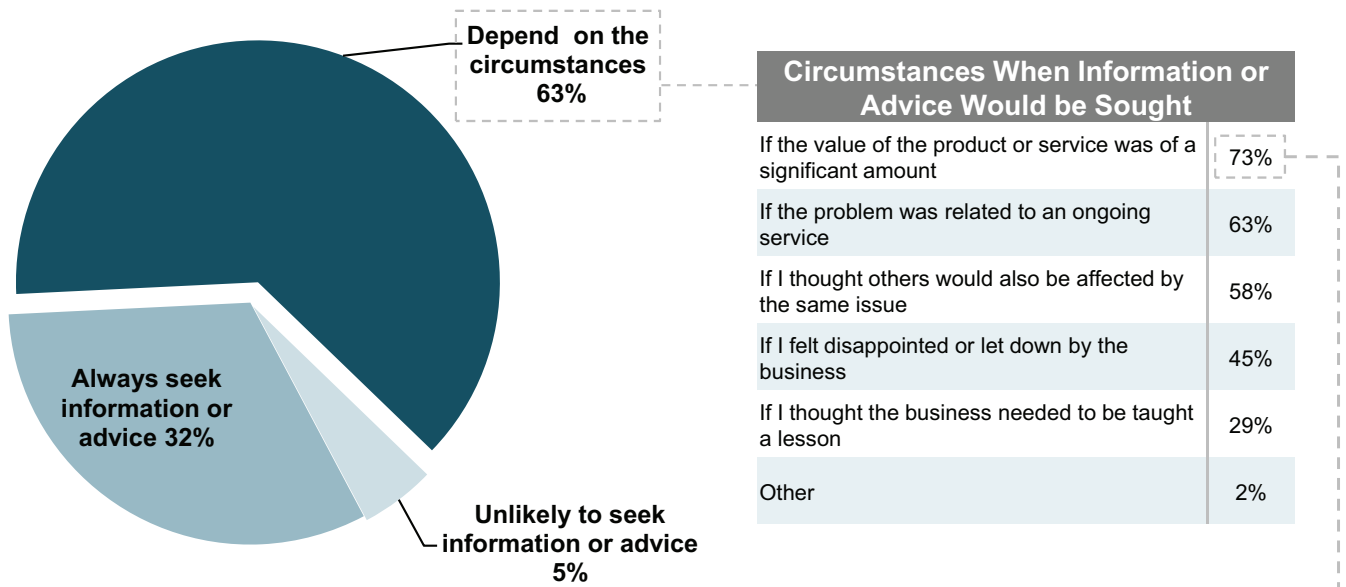 Depend on the
circumstances
63%
Always seek
information or
advice 32%
Unlikely to seek
information or advice
5%
Circumstances When Information or
Advice Would be Sought
If the value of the product or service was of a
significant amount
73%
If the problem was related to an ongoing
service
63%
If I thought others would also be affected by
the same issue
58%
If I felt disappointed or let down by the
business
45%
If I thought the business needed to be taught
a lesson
29%
Other
2%